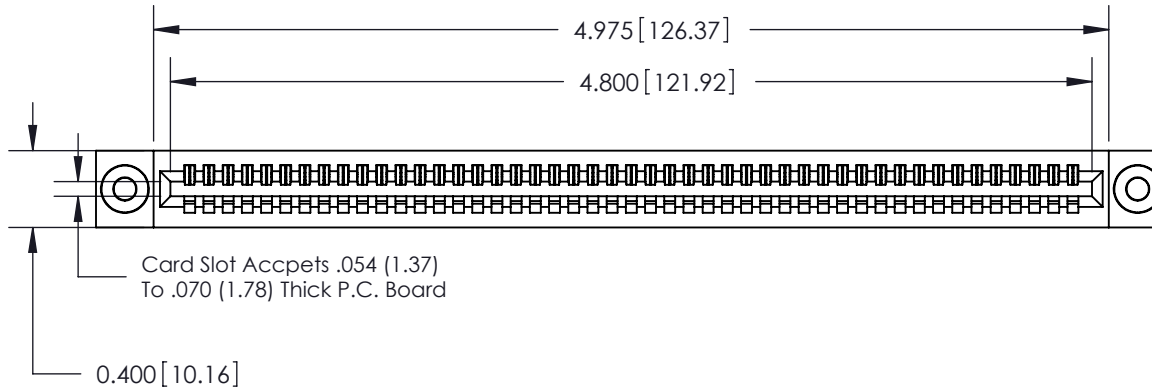 4.975 [126.37]
4.800 [121.92]
Card Slot Accpets .054 (1.37)
To .070 (1.78) Thick P.C. Board
0.400 [10.16]